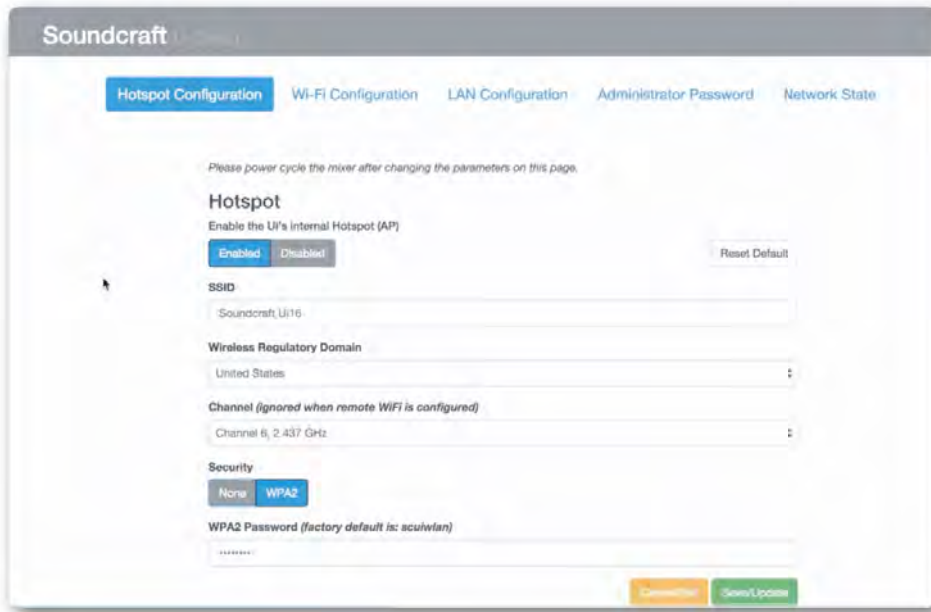 Soundcraft
Hotspot Configuration Wi-Fi Configuration LAN Configuration Administrator Password Network State
Please power cycle the mixer after changing the parameters on this page.
Hotspot
Enable the Ui's internal Hotspot (AP)
Enabled Disabled Reset Default
SSID
Soundcraft Ui16
Wireless Regulatory Domain
United States
Channel (ignored when remote WiFi is configured)
Channel 6, 2.437 GHz
Security
None WPA2
WPA2 Password (factory default is: scuiwlan)
••••••••
Save/Update